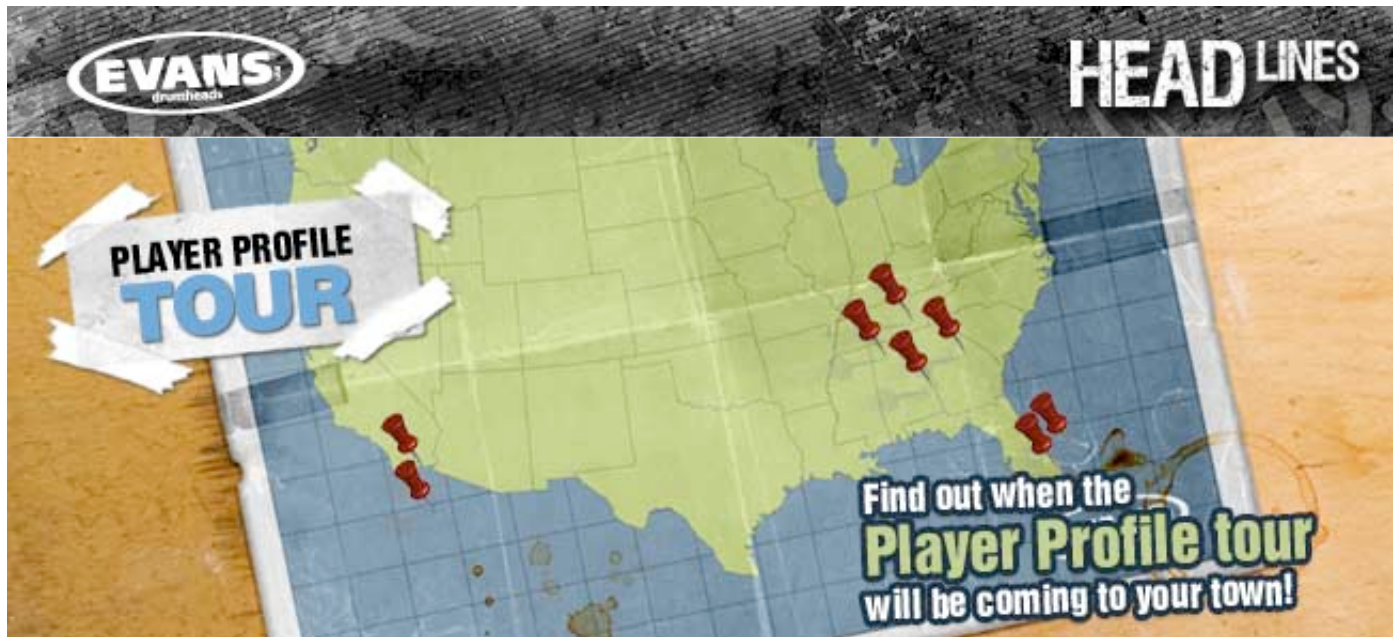 EVANS
drumheads
HEAD LINES
PLAYER PROFILE
TOUR
Find out when the
Player Profile tour
will be coming to your town!